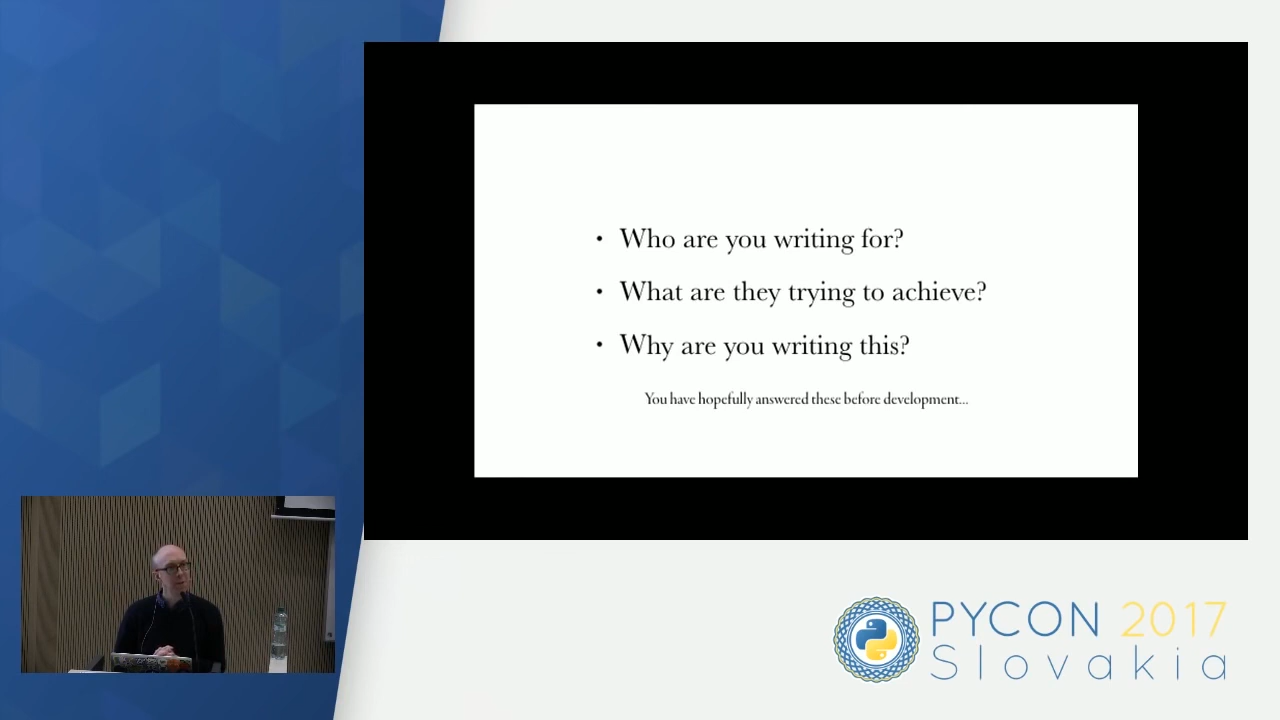 • Who are you writing for?
• What are they trying to achieve?
• Why are you writing this?
You have hopefully answered these before development...
PYCON 2017
Slovakia